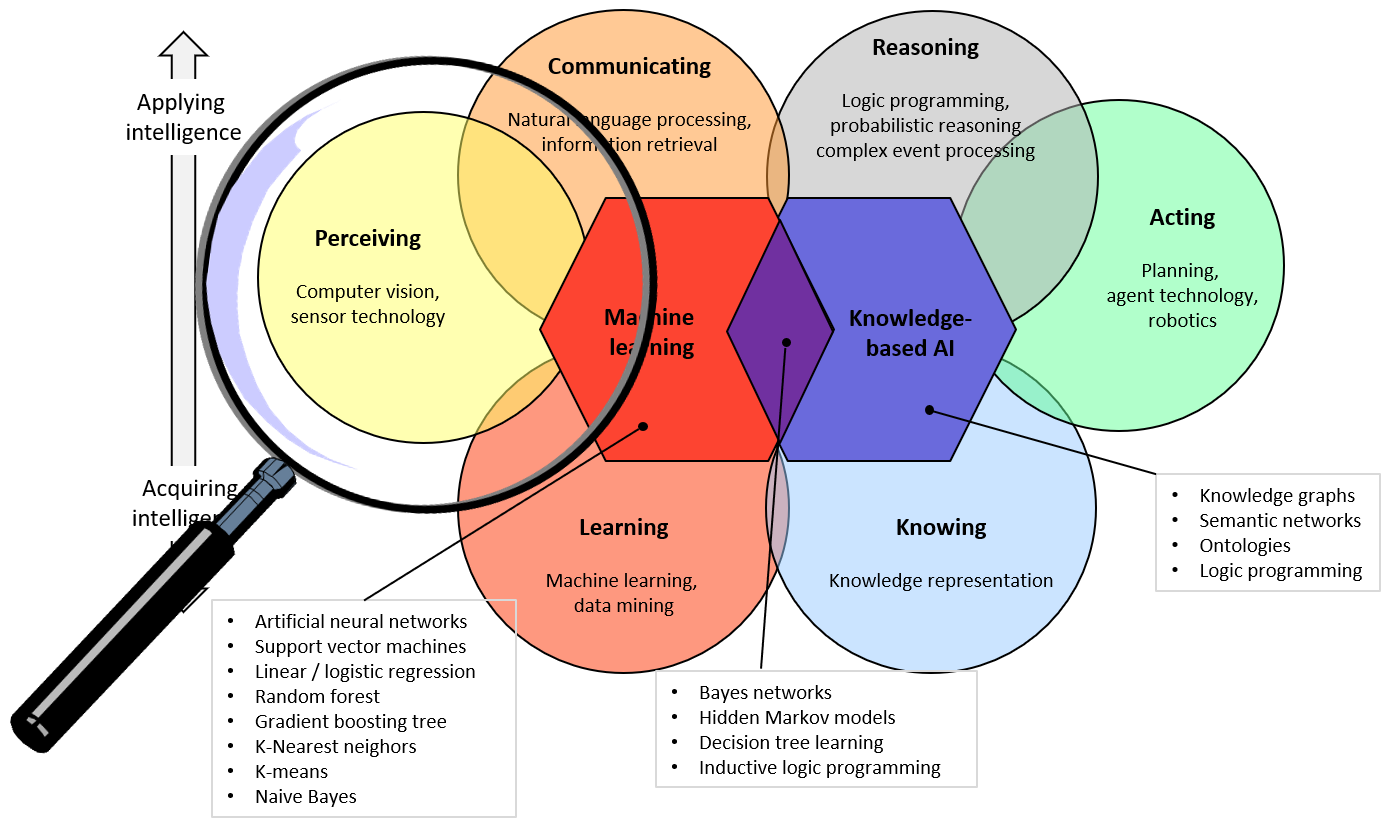 Applying
intelligence
Communicating
Natural language processing,
information retrieval
Reasoning
Logic programming,
probabilistic reasoning
complex event processing
Acting
Planning,
agent technology,
robotics
Perceiving
Computer vision,
sensor technology
Machine
learning
Knowledge-
based AI
Acquiring
Learning
Machine learning,
data mining
Knowing
Knowledge representation
• Knowledge graphs
• Semantic networks
• Ontologies
• Logic programming
• Artificial neural networks
• Support vector machines
• Linear / logistic regression
• Random forest
• Gradient boosting tree
• K-Nearest neighors
• K-means
• Naive Bayes
• Bayes networks
• Hidden Markov models
• Decision tree learning
• Inductive logic programming